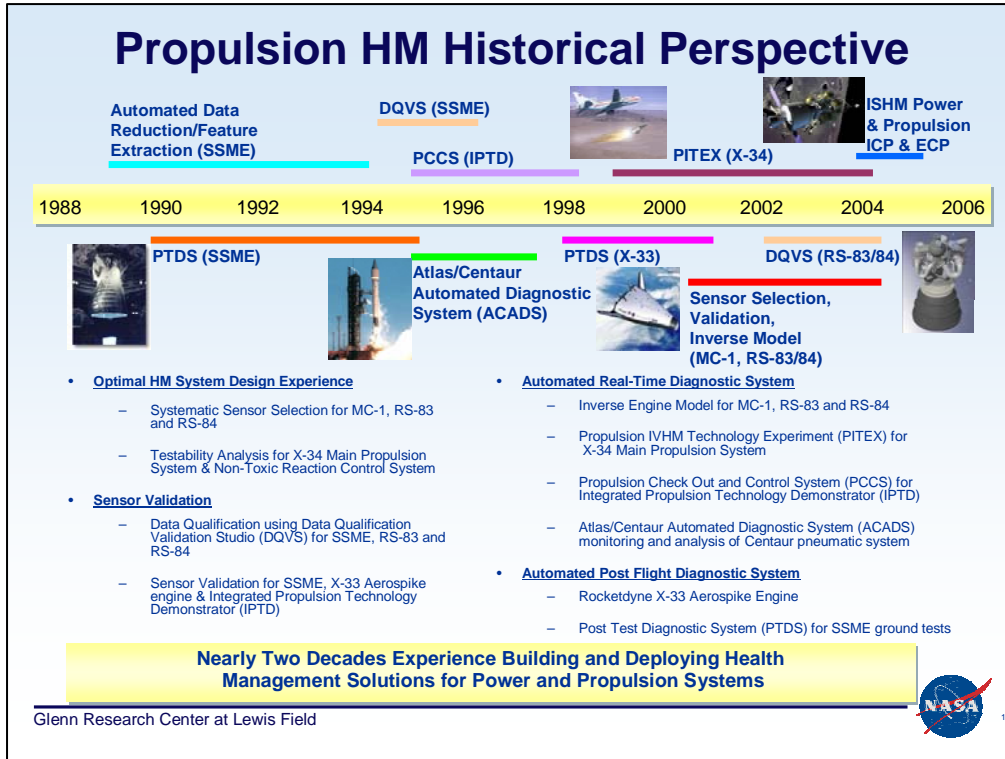 Propulsion HM Historical Perspective
Automated Data
Reduction/Feature
Extraction (SSME)
DQVS (SSME)
PCCS (IPTD)
PITEX (X-34)
ISHM Power
& Propulsion
ICP & ECP
1988 1990 1992 1994 1996 1998 2000 2002 2004 2006
PTDS (SSME)
Atlas/Centaur
Automated Diagnostic
System (ACADS)
PTDS (X-33)
DQVS (RS-83/84)
Sensor Selection,
Validation,
Inverse Model
(MC-1, RS-83/84)
• Optimal HM System Design Experience
– Systematic Sensor Selection for MC-1, RS-83
and RS-84
– Testability Analysis for X-34 Main Propulsion
System & Non-Toxic Reaction Control System
• Sensor Validation
– Data Qualification using Data Qualification
Validation Studio (DQVS) for SSME, RS-83 and
RS-84
– Sensor Validation for SSME, X-33 Aerospike
engine & Integrated Propulsion Technology
Demonstrator (IPTD)
• Automated Real-Time Diagnostic System
– Inverse Engine Model for MC-1, RS-83 and RS-84
– Propulsion IVHM Technology Experiment (PITEX) for
X-34 Main Propulsion System
– Propulsion Check Out and Control System (PCCS) for
Integrated Propulsion Technology Demonstrator (IPTD)
– Atlas/Centaur Automated Diagnostic System (ACADS)
monitoring and analysis of Centaur pneumatic system
• Automated Post Flight Diagnostic System
– Rocketdyne X-33 Aerospike Engine
– Post Test Diagnostic System (PTDS) for SSME ground tests
Nearly Two Decades Experience Building and Deploying Health
Management Solutions for Power and Propulsion Systems
Glenn Research Center at Lewis Field
NASA
1